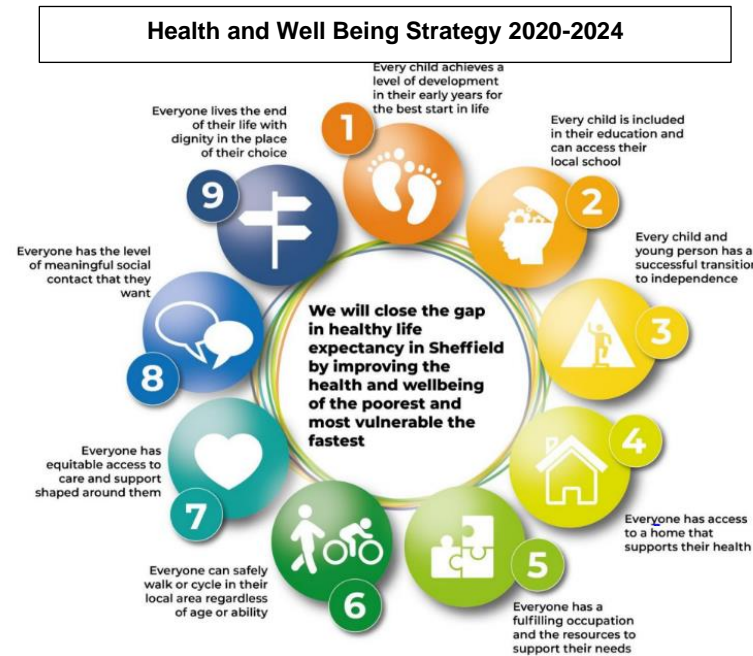 Health and Well Being Strategy 2020-2024
1
Every child achieves a
level of development
in their early years for
the best start in life
2
Every child is included
in their education and
can access their
local school
3
Every child and
young person has a
successful transition
to independence
4
Everyone has access
to a home that
supports their health
5
Everyone has a
fulfilling occupation
and the resources to
support their needs
6
Everyone can safely
walk or cycle in their
local area regardless
of age or ability
7
Everyone has
equitable access to
care and support
shaped around them
8
Everyone has the level
of meaningful social
contact that they
want
9
Everyone lives the end
of their life with
dignity in the place
of their choice
We will close the gap
in healthy life
expectancy in Sheffield
by improving the
health and wellbeing
of the poorest and
most vulnerable the
fastest